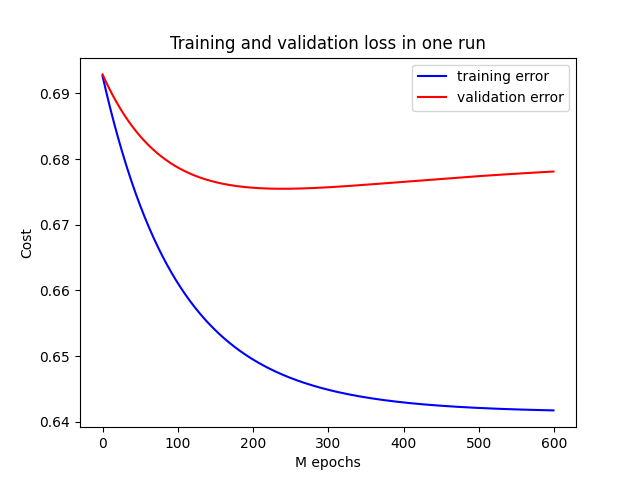 Training and validation loss in one run
training error
validation error
0.69
0.68
0.67
0.66
0.65
0.64
Cost
0
100
200
300
400
500
600
M epochs